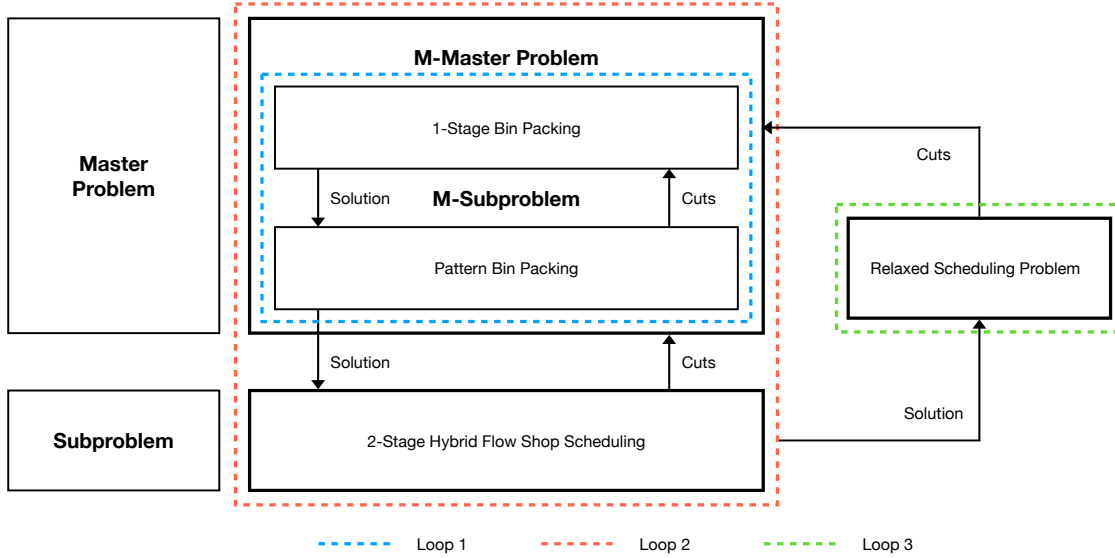 M-Master Problem
1-Stage Bin Packing
Master
Problem
Cuts
Solution
M-Subproblem
Cuts
Pattern Bin Packing
Relaxed Scheduling Problem
Solution
Cuts
Solution
Subproblem
2-Stage Hybrid Flow Shop Scheduling
Loop 1
Loop 2
Loop 3